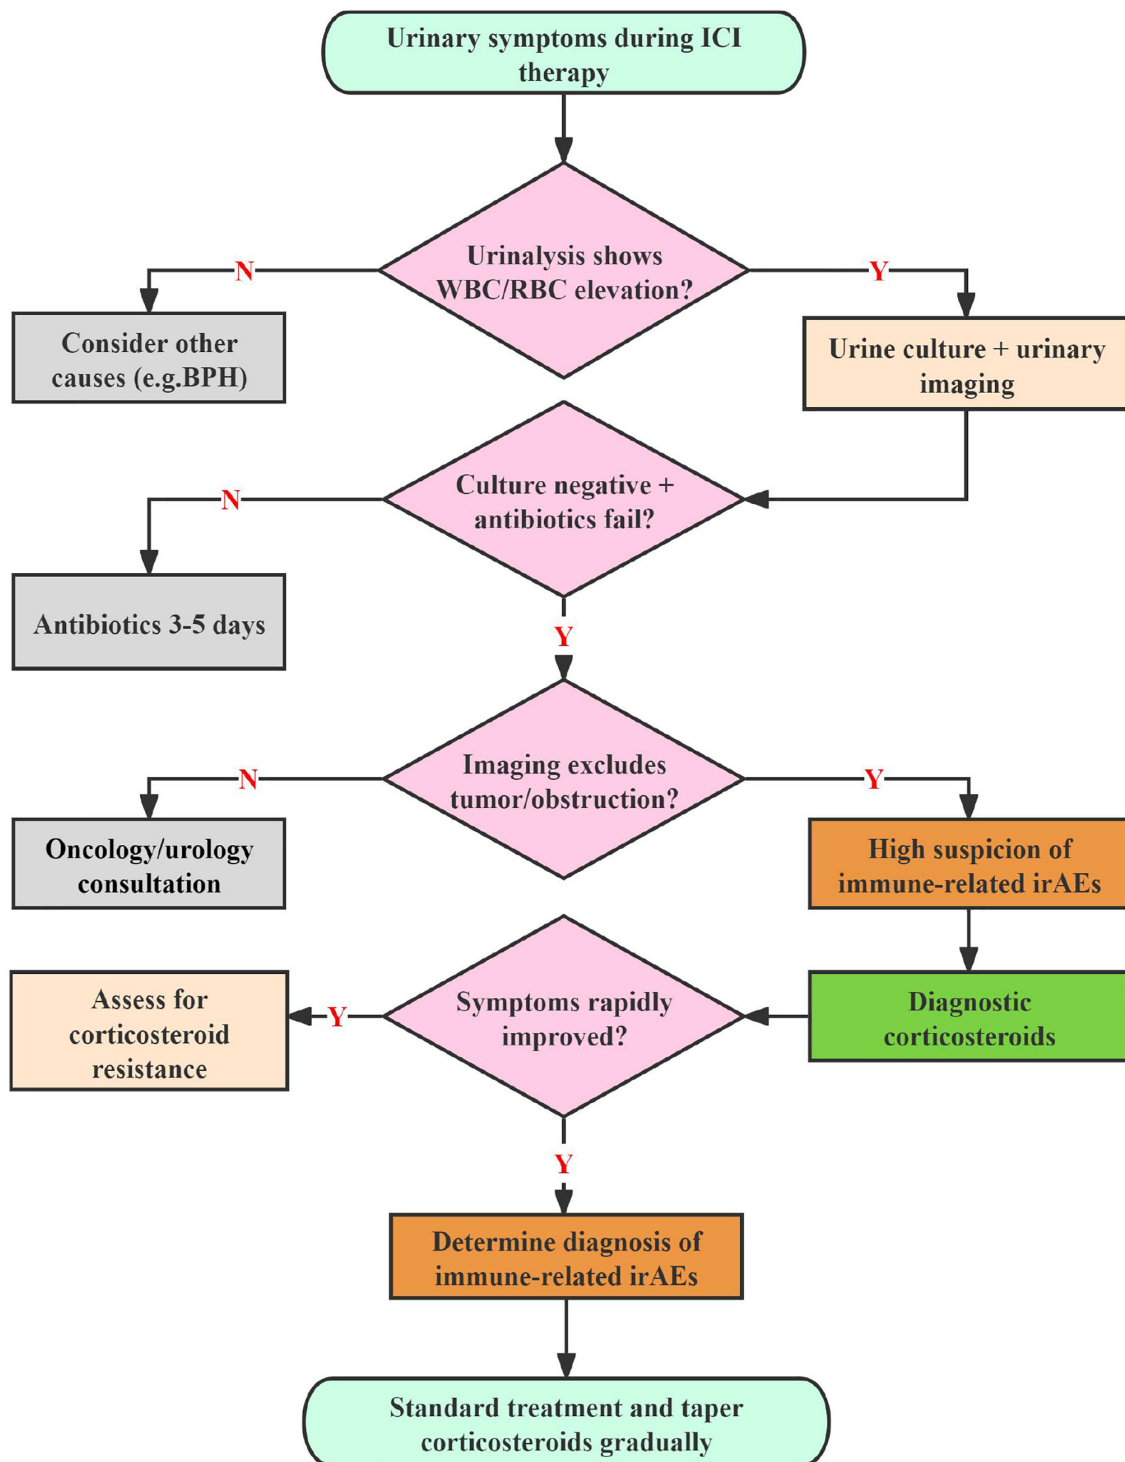 Urinary symptoms during ICI
therapy
Urinalysis shows
WBC/RBC elevation?
N
Y
Consider other
causes (e.g.BPH)
Urine culture + urinary
imaging
Culture negative +
antibiotics fail?
N
Antibiotics 3-5 days
Y
Imaging excludes
tumor/obstruction?
N
Y
Oncology/urology
consultation
High suspicion of
immune-related irAEs
Diagnostic
corticosteroids
Symptoms rapidly
improved?
Y
Assess for
corticosteroid
resistance
Y
Determine diagnosis of
immune-related irAEs
Standard treatment and taper
corticosteroids gradually